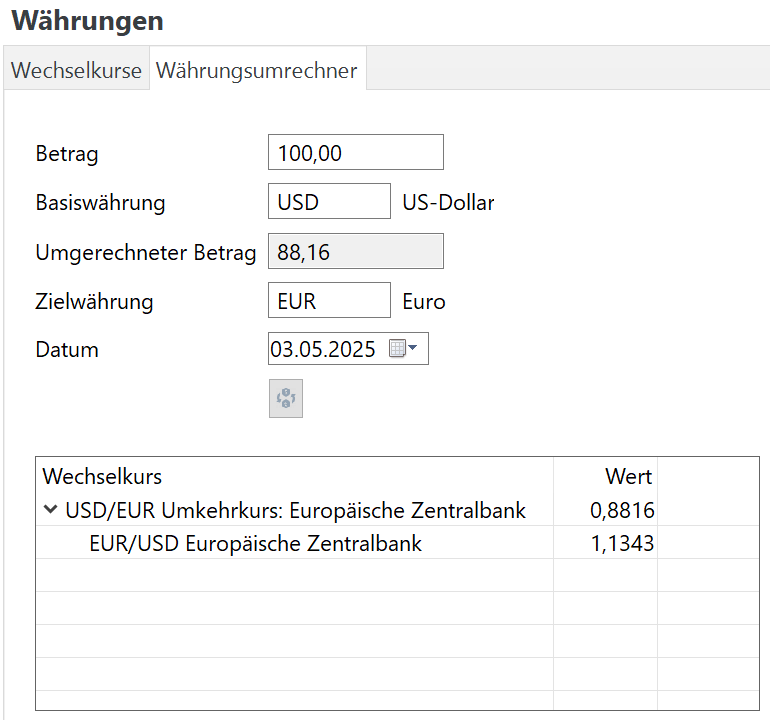 Währungen
Wechselkurse Währungsumrechner
Betrag 100,00
Basiswährung USD US-Dollar
Umgerechneter Betrag 88,16
Zielwährung EUR Euro
Datum 03.05.2025
Wechselkurs Wert
USD/EUR Umkehrkurs: Europäische Zentralbank 0,8816
EUR/USD Europäische Zentralbank 1,1343